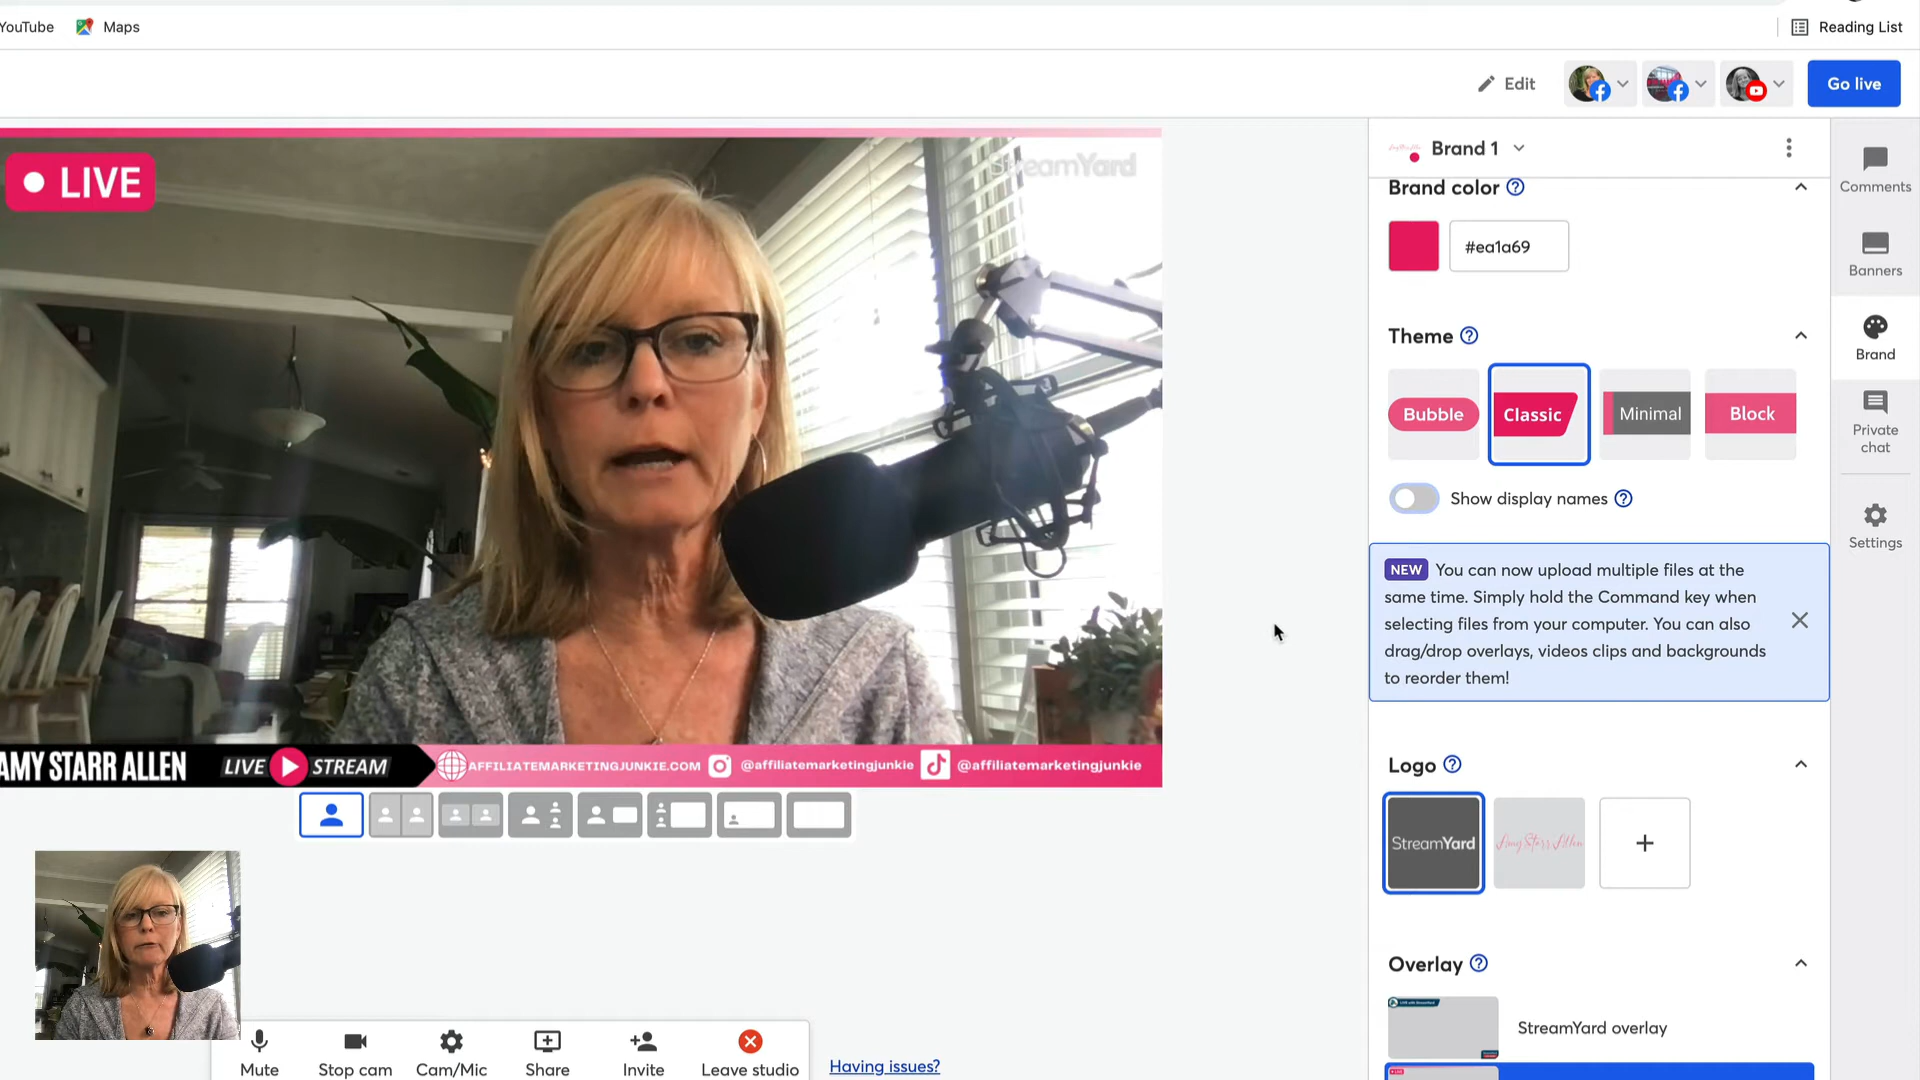 YouTube
Maps
Reading List
Edit
Go live
LIVE
StreamYard
AMY STARR ALLEN
LIVE STREAM
AFFILIATEMARKETINGJUNKIE.COM
@affiliatemarketingjunkie
@affiliatemarketingjunkie
Mute
Stop cam
Cam/Mic
Share
Invite
Leave studio
Having issues?
Brand 1
Brand color
#ea1a69
Theme
Bubble
Classic
Minimal
Block
Show display names
NEW You can now upload multiple files at the
same time. Simply hold the Command key when
selecting files from your computer. You can also
drag/drop overlays, videos clips and backgrounds
to reorder them!
Logo
StreamYard
Amy Starr Allen
Overlay
StreamYard overlay
Comments
Banners
Brand
Private
chat
Settings